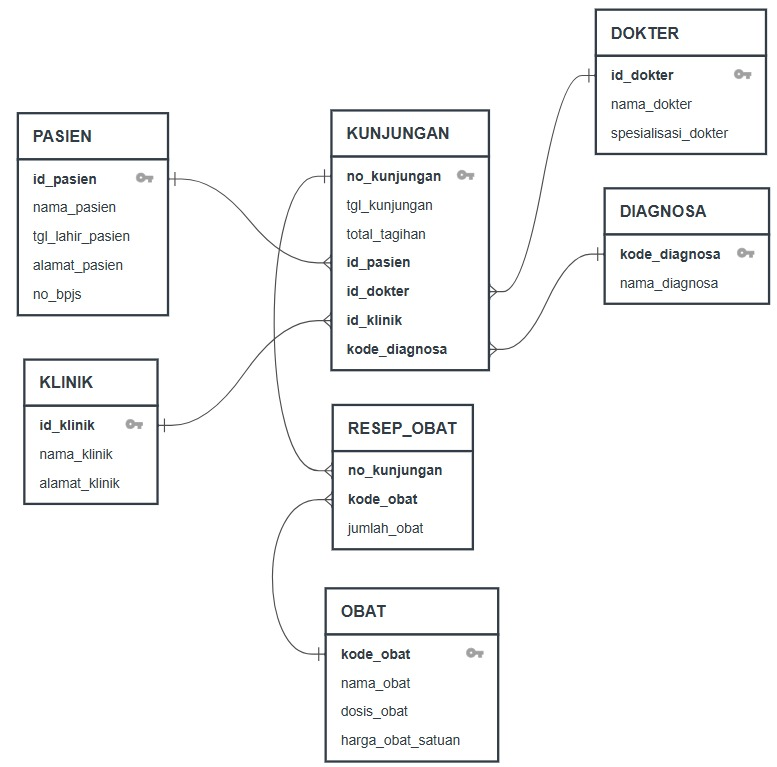 DOKTER
id_dokter
nama_dokter
spesialisasi_dokter
PASIEN
id_pasien
nama_pasien
tgl_lahir_pasien
alamat_pasien
no_bpjs
KUNJUNGAN
no_kunjungan
tgl_kunjungan
total_tagihan
id_pasien
id_dokter
id_klinik
kode_diagnosa
DIAGNOSA
kode_diagnosa
nama_diagnosa
KLINIK
id_klinik
nama_klinik
alamat_klinik
RESEP_OBAT
no_kunjungan
kode_obat
jumlah_obat
OBAT
kode_obat
nama_obat
dosis_obat
harga_obat_satuan